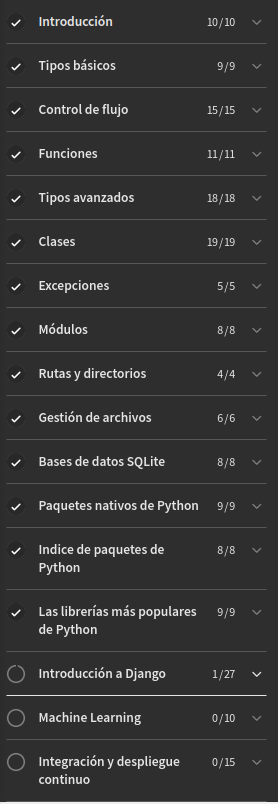 Introducción 10/10
Tipos básicos 9/9
Control de flujo 15/15
Funciones 11/11
Tipos avanzados 18/18
Clases 19/19
Excepciones 5/5
Módulos 8/8
Rutas y directorios 4/4
Gestión de archivos 6/6
Bases de datos SQLite 8/8
Paquetes nativos de Python 9/9
Indice de paquetes de 8/8
Python
Las librerías más populares 9/9
de Python
Introducción a Django 1/27
Machine Learning 0/10
Integración y despliegue 0/15
continuo